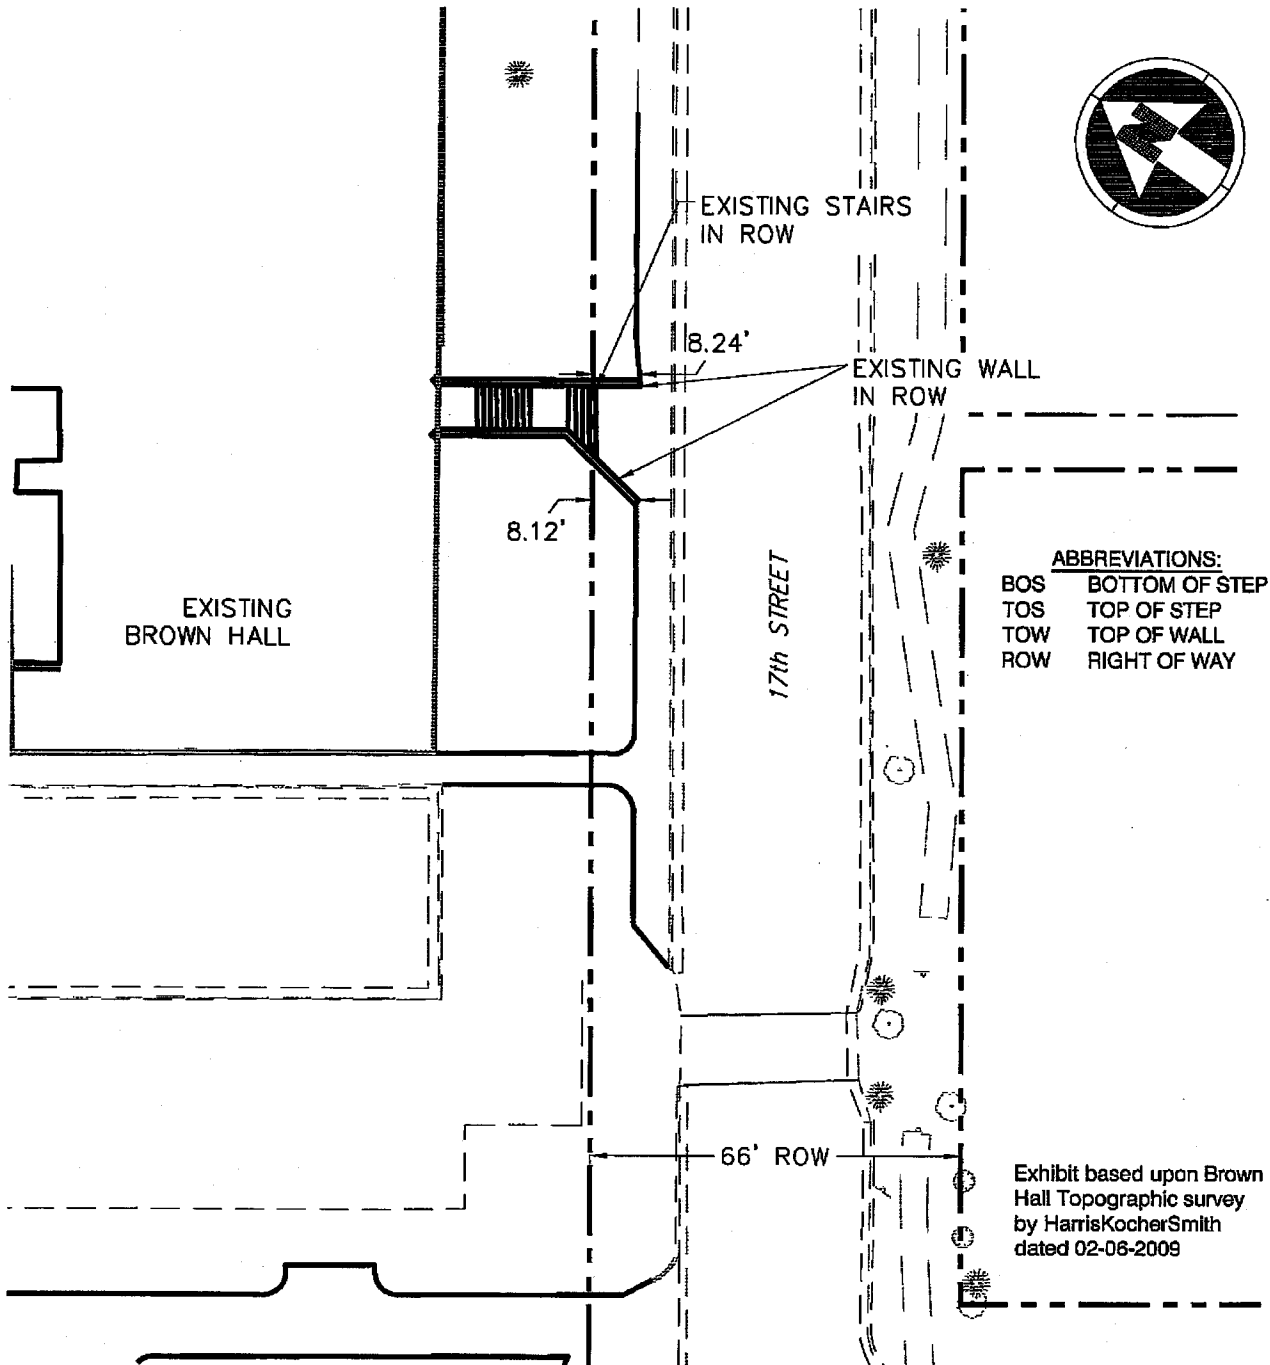 EXISTING STAIRS
IN ROW
8.24'
EXISTING WALL
IN ROW
8.12'
EXISTING
BROWN HALL
17th STREET
ABBREVIATIONS:
BOS BOTTOM OF STEP
TOS TOP OF STEP
TOW TOP OF WALL
ROW RIGHT OF WAY
66' ROW
Exhibit based upon Brown
Hall Topographic survey
by HarrisKocherSmith
dated 02-06-2009
N